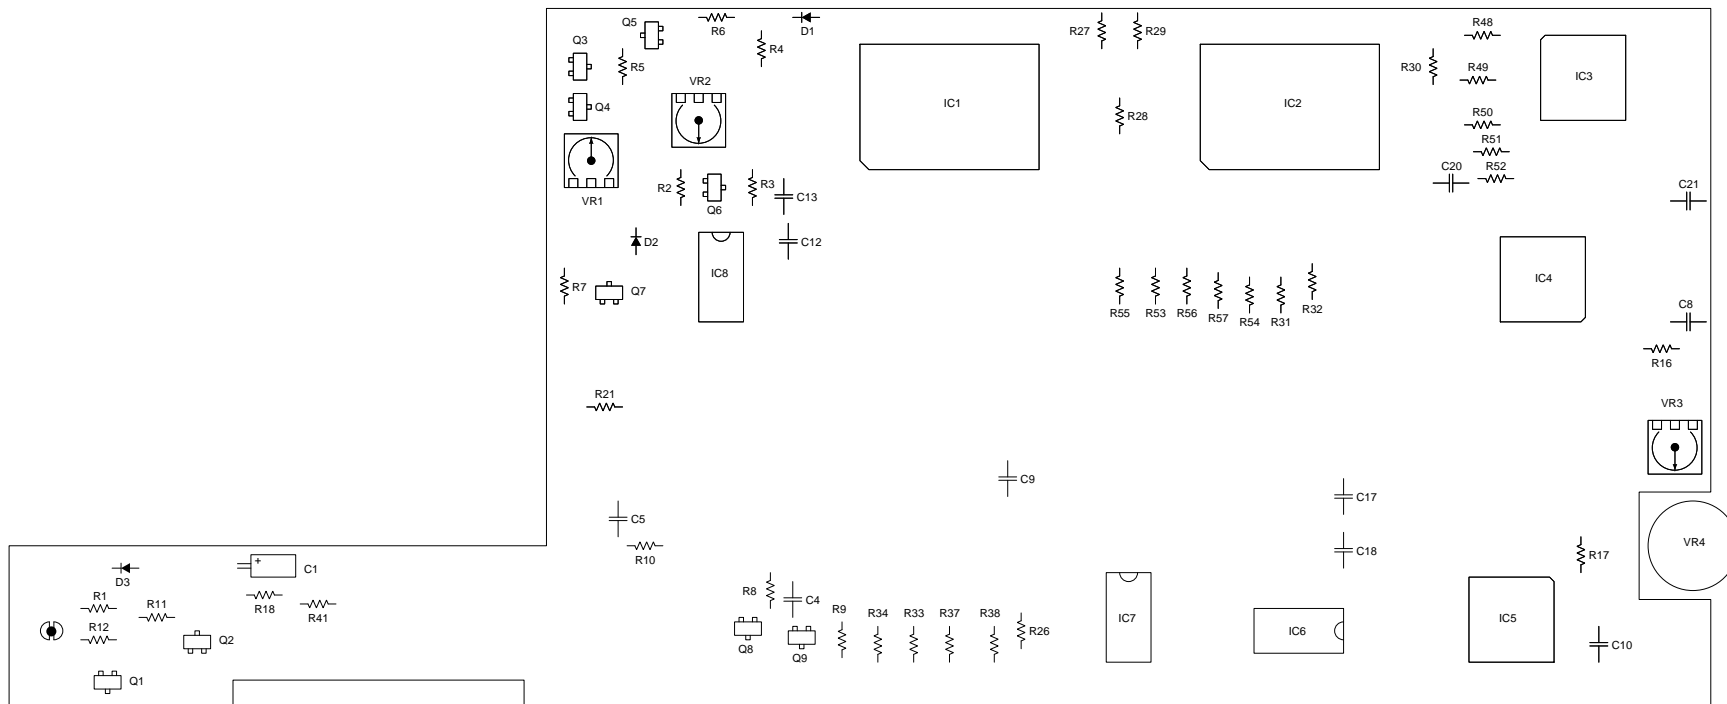 Q5
R6
D1
R27
R29
R48
Q3
R4
R5
R30
R49
IC3
VR2
IC1
IC2
Q4
R28
R50
R51
R52
C20
C21
R2
R3
C13
Q6
VR1
D2
C12
IC8
R7
Q7
IC4
R55
R53
R56
R57
R54
R31
R32
C8
R16
R21
VR3
C9
C17
C5
C18
R10
R17
VR4
+
C1
D3
R1
R11
R18
R41
R12
Q2
Q1
R8
C4
R9
R34
R33
R37
R38
R26
Q8
Q9
IC7
IC6
IC5
C10